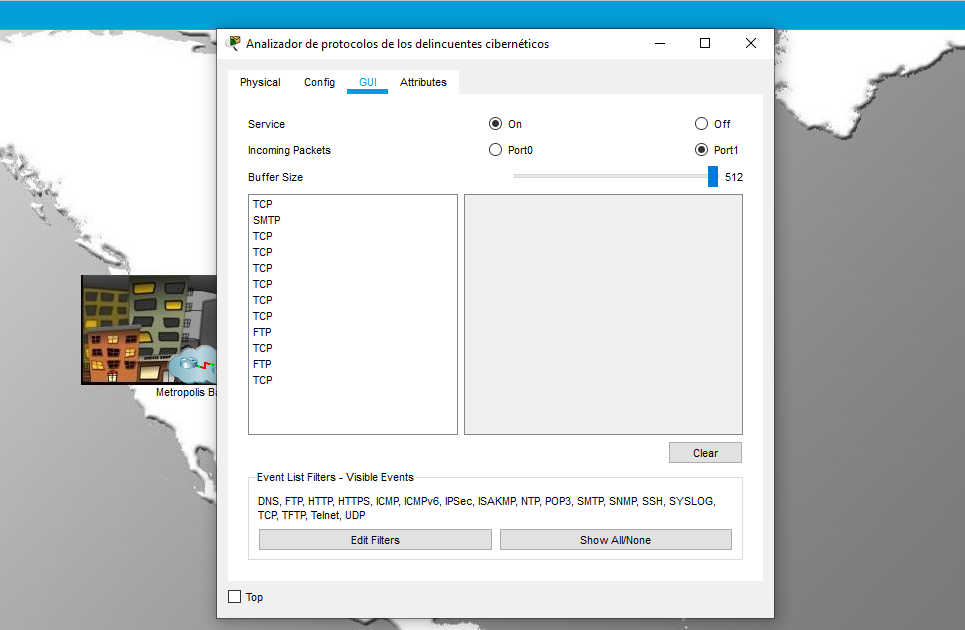 Analizador de protocolos de los delincuentes cibernéticos
Physical Config GUI Attributes
Service On Off
Incoming Packets Port0 Port1
Buffer Size 512
TCP
SMTP
TCP
TCP
TCP
TCP
TCP
TCP
FTP
TCP
FTP
TCP
Metropolis Ba
Clear
Event List Filters - Visible Events
DNS, FTP, HTTP, HTTPS, ICMP, ICMPv6, IPSec, ISAKMP, NTP, POP3, SMTP, SNMP, SSH, SYSLOG,
TCP, TFTP, Telnet, UDP
Edit Filters Show All/None
Top